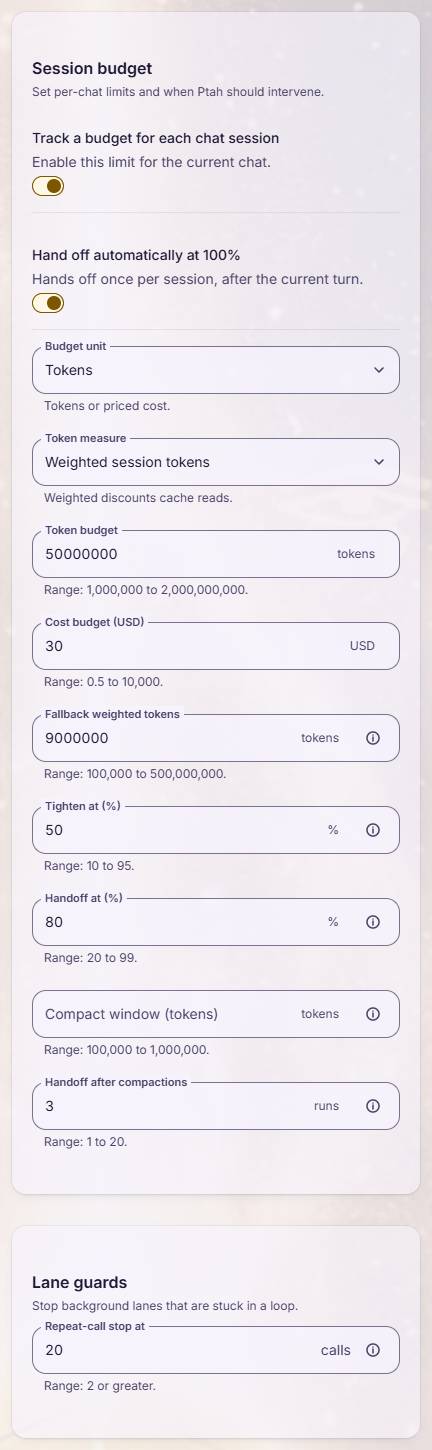 Session budget
Set per-chat limits and when Ptah should intervene.
Track a budget for each chat session
Enable this limit for the current chat.
Hand off automatically at 100%
Hands off once per session, after the current turn.
Budget unit
Tokens
Tokens or priced cost.
Token measure
Weighted session tokens
Weighted discounts cache reads.
Token budget
50000000 tokens
Range: 1,000,000 to 2,000,000,000.
Cost budget (USD)
30 USD
Range: 0.5 to 10,000.
Fallback weighted tokens
9000000 tokens
Range: 100,000 to 500,000,000.
Tighten at (%)
50 %
Range: 10 to 95.
Handoff at (%)
80 %
Range: 20 to 99.
Compact window (tokens) tokens
Range: 100,000 to 1,000,000.
Handoff after compactions
3 runs
Range: 1 to 20.
Lane guards
Stop background lanes that are stuck in a loop.
Repeat-call stop at
20 calls
Range: 2 or greater.